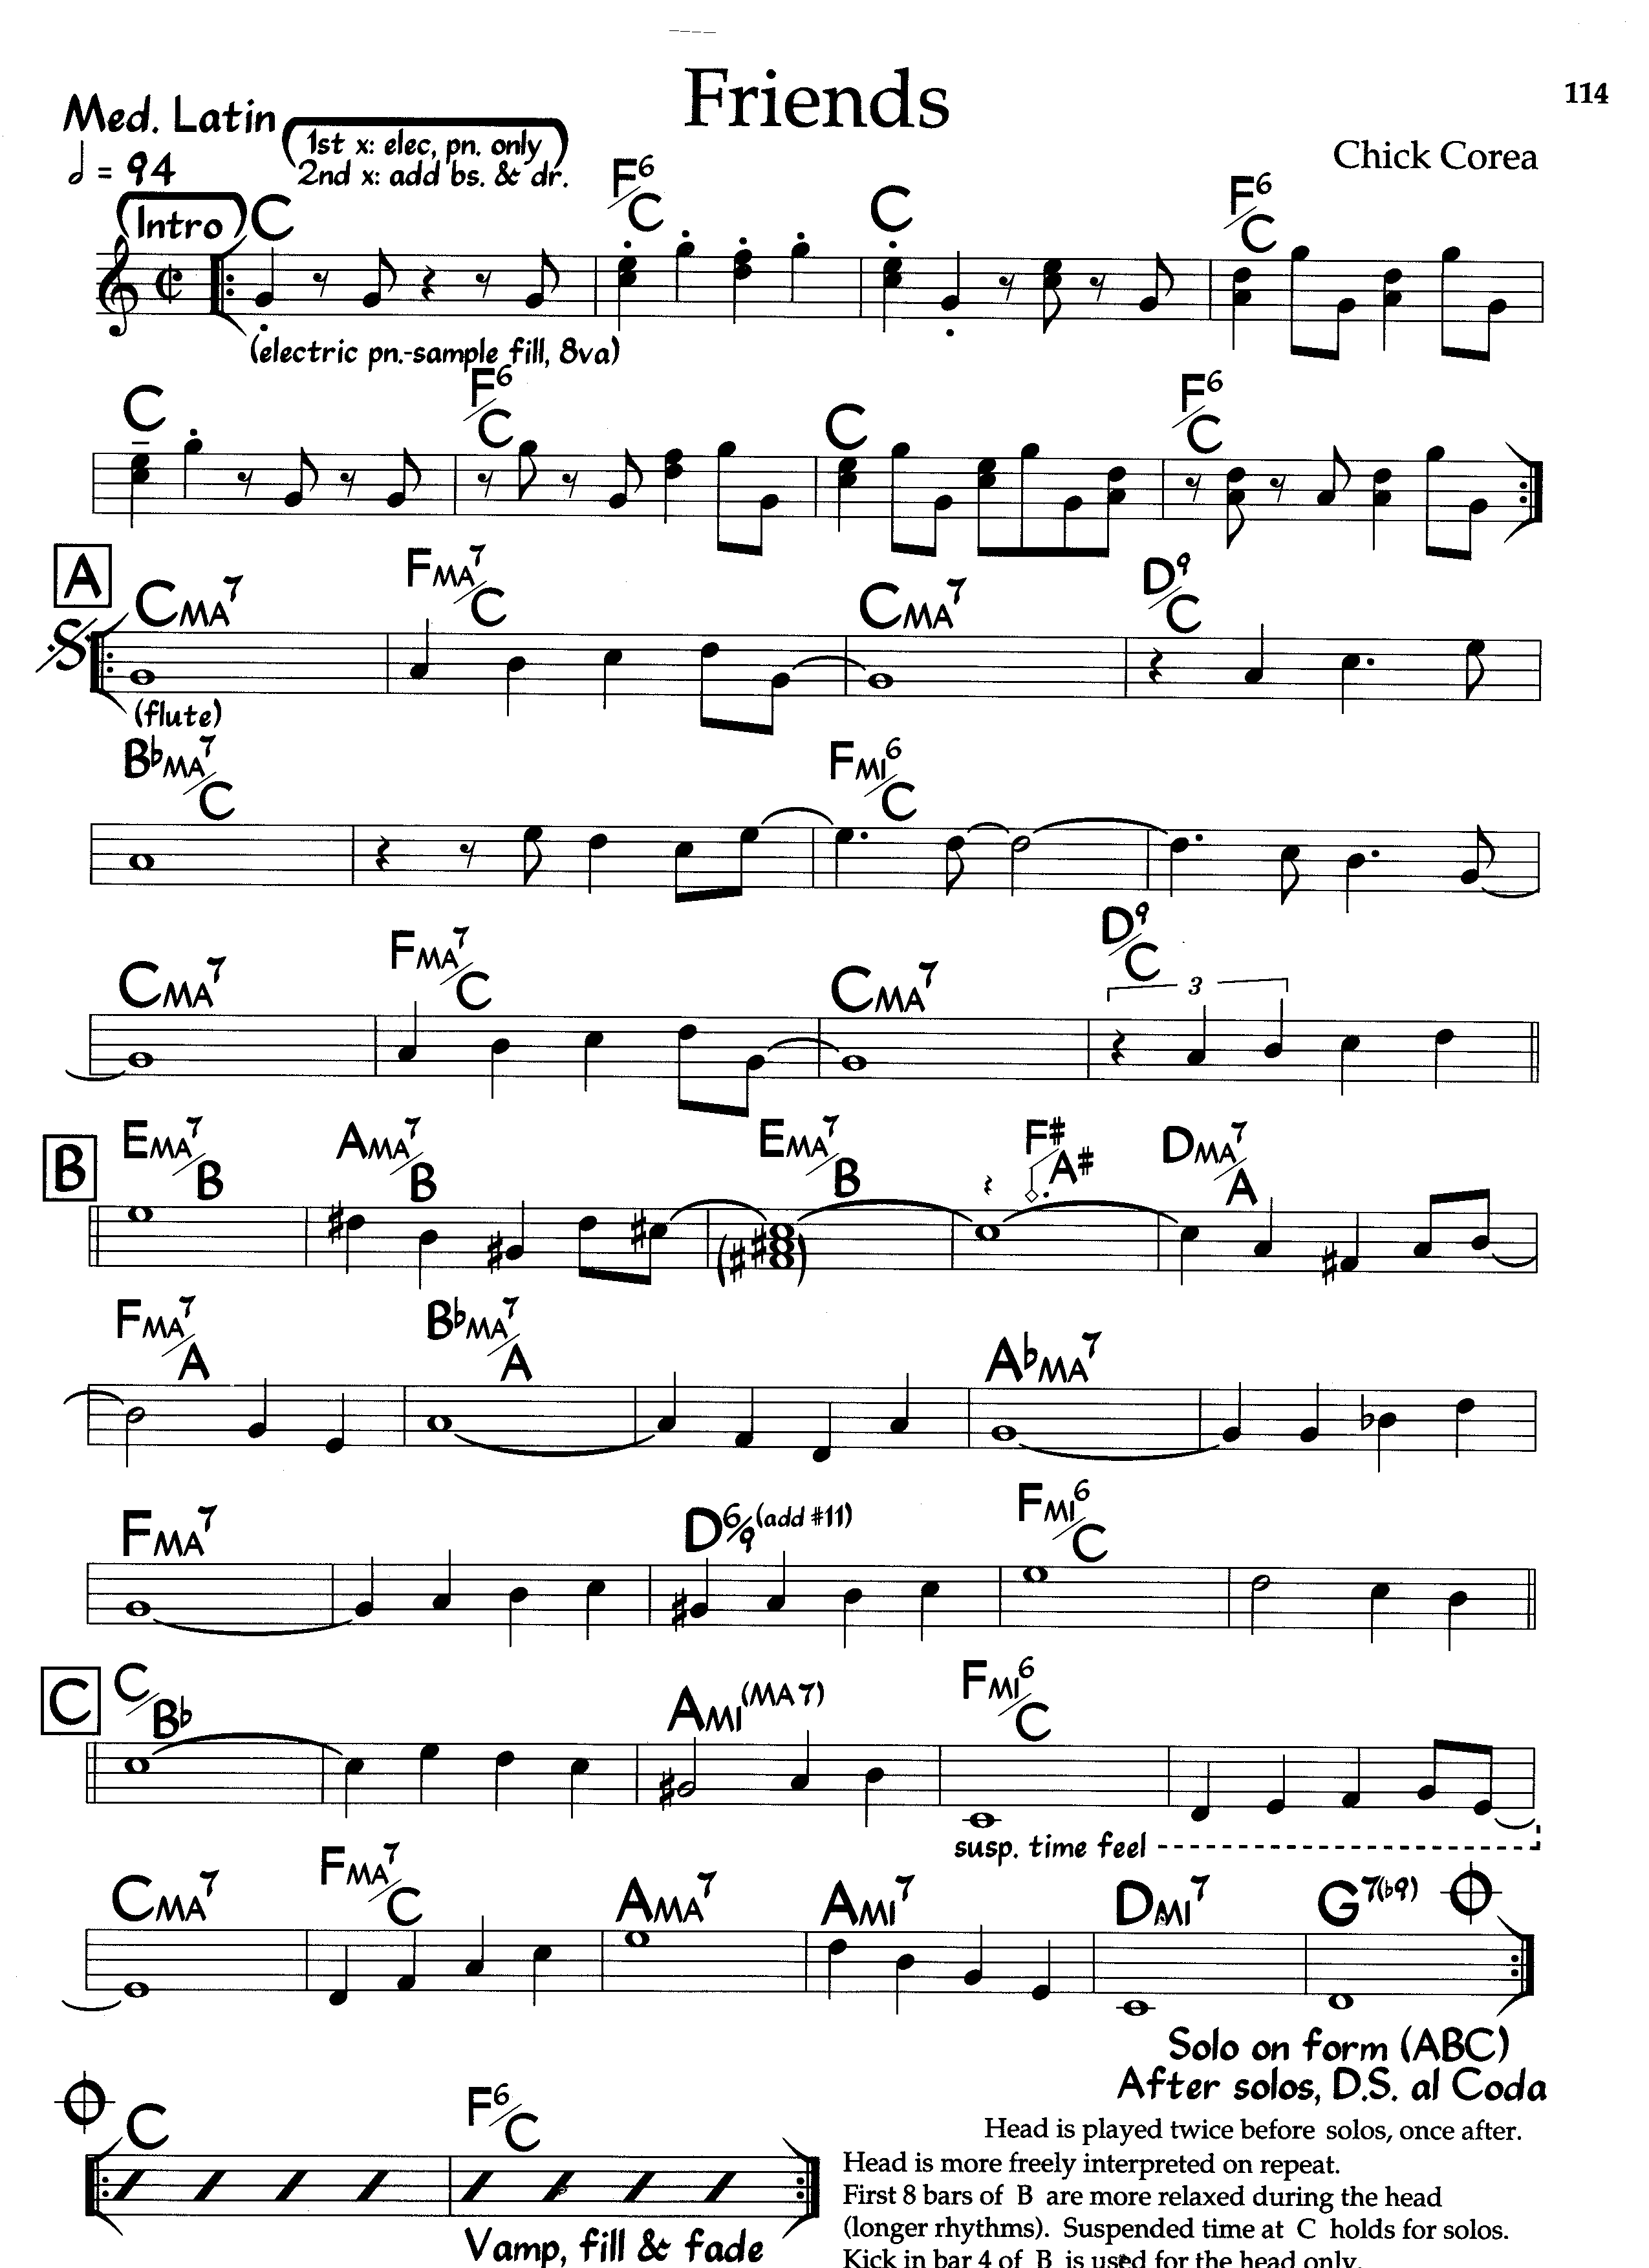 Friends
114
Med. Latin
1st x: elec, pn. only
2nd x: add bs. & dr.
Chick Corea
= 94
(Intro) C F6/C C F6/C
(electric pn.-sample fill, 8va)
C F6/C C F6/C
A
CMA7 FMA7/C CMA7 D9/C
(flute)
BbMA7/C FMI6/C
CMA7 FMA7/C CMA7 D9/C
3
B
EMA7/B AMA7/B EMA7/B F#/A# DMA7/A
FMA7/A BbMA7/A AbMA7
FMA7 D6/9(add #11) FMI6/C
C
C/Bb AMI(MA7) FMI6/C
susp. time feel
CMA7 FMA7/C AMA7 AMI7 DMI7 G7(b9)
Solo on form (ABC)
After solos, D.S. al Coda
C F6/C
Vamp, fill & fade
Head is played twice before solos, once after.
Head is more freely interpreted on repeat.
First 8 bars of B are more relaxed during the head
(longer rhythms). Suspended time at C holds for solos.
Kick in bar 4 of B is used for the head only.